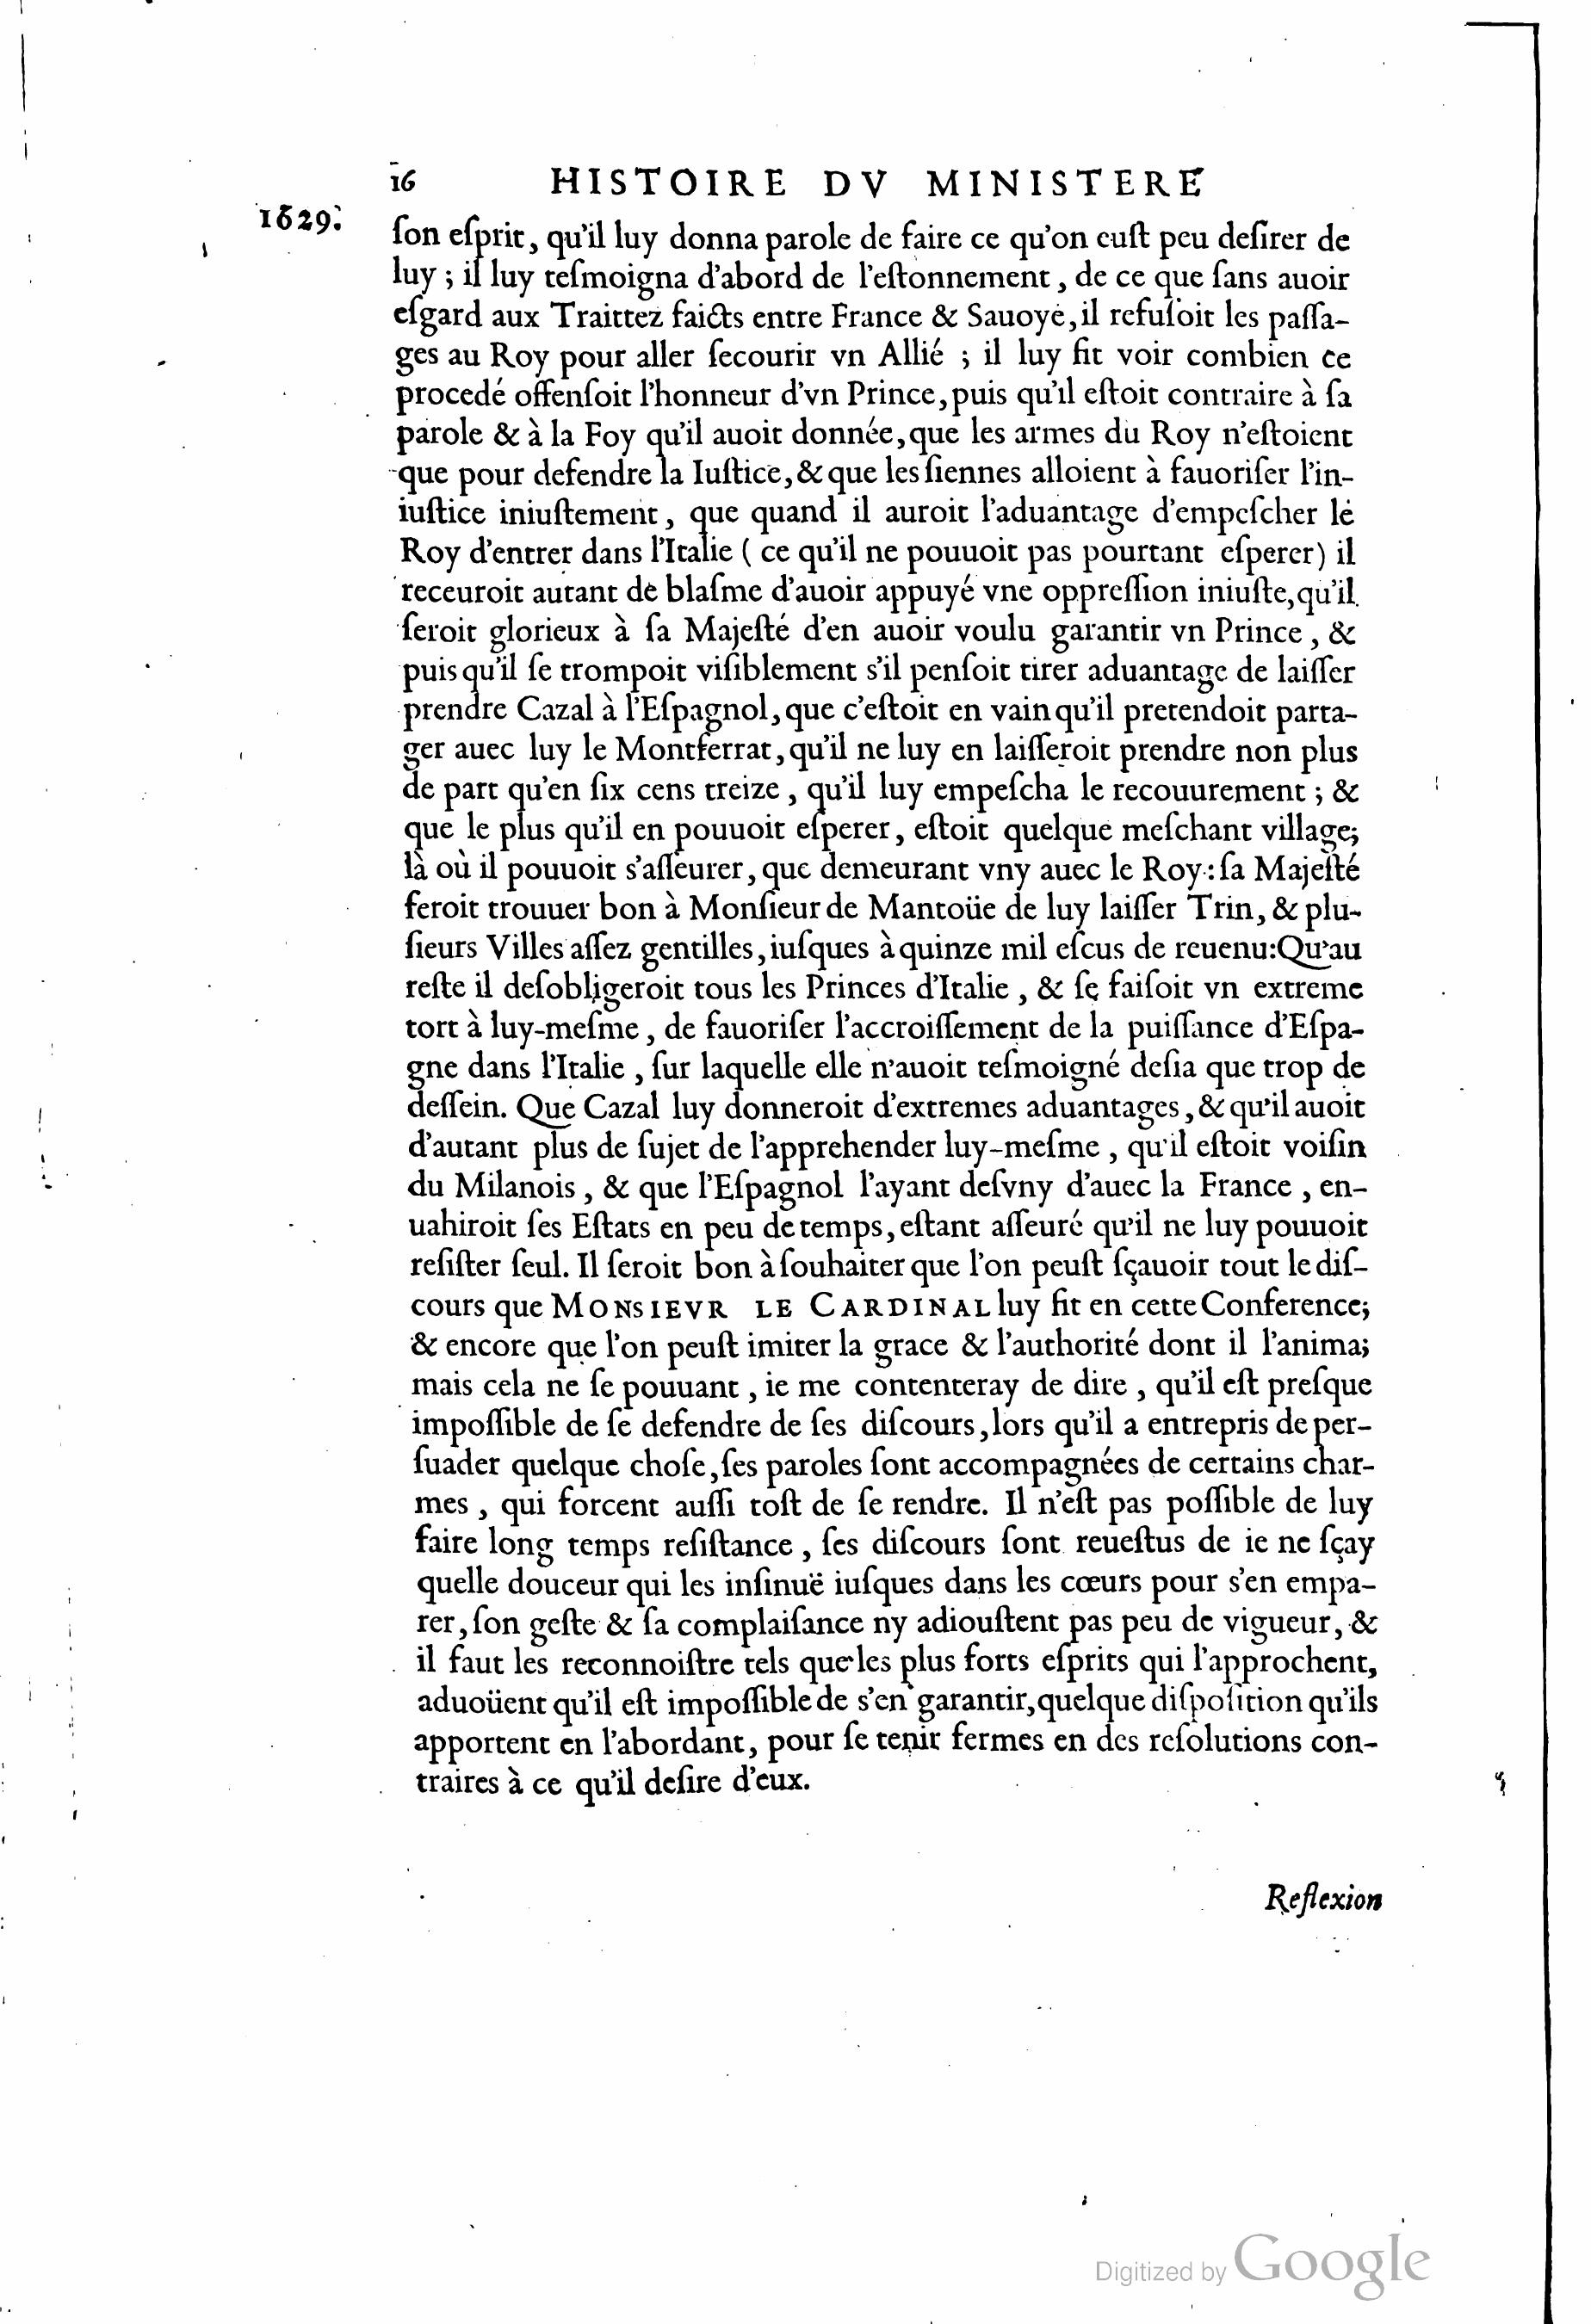 16 HISTOIRE DV MINISTERE
1629.
ſon eſprit, qu'il luy donna parole de faire ce qu'on euſt peu deſirer de
luy ; il luy teſmoigna d'abord de l'eſtonnement, de ce que ſans auoir
eſgard aux Traittez faicts entre France & Sauoye, il refuſoit les paſſa-
ges au Roy pour aller ſecourir vn Allié ; il luy fit voir combien ce
procedé offenſoit l'honneur d'vn Prince, puis qu'il eſtoit contraire à ſa
parole & à la Foy qu'il auoit donnée, que les armes du Roy n'eſtoient
que pour defendre la Iuſtice, & que les ſiennes alloient à fauoriſer l'in-
iuſtice iniuſtement, que quand il auroit l'aduantage d'empeſcher le
Roy d'entrer dans l'Italie ( ce qu'il ne pouuoit pas pourtant eſperer) il
receuroit autant de blaſme d'auoir appuyé vne oppreſſion iniuſte, qu'il
ſeroit glorieux à ſa Majeſté d'en auoir voulu garantir vn Prince, &
puis qu'il ſe trompoit viſiblement s'il penſoit tirer aduantage de laiſſer
prendre Cazal à l'Eſpagnol, que c'eſtoit en vain qu'il pretendoit parta-
ger auec luy le Montferrat, qu'il ne luy en laiſſeroit prendre non plus
de part qu'en ſix cens treize, qu'il luy empeſcha le recouurement ; &
que le plus qu'il en pouuoit eſperer, eſtoit quelque meſchant village;
là où il pouuoit s'aſſeurer, que demeurant vny auec le Roy : ſa Majeſté
feroit trouuer bon à Monſieur de Mantoüe de luy laiſſer Trin, & plu-
ſieurs Villes aſſez gentilles, iuſques à quinze mil eſcus de reuenu: Qu'au
reſte il deſobligeroit tous les Princes d'Italie, & ſe faiſoit vn extreme
tort à luy-meſme, de fauoriſer l'accroiſſement de la puiſſance d'Eſpa-
gne dans l'Italie, ſur laquelle elle n'auoit teſmoigné deſia que trop de
deſſein. Que Cazal luy donneroit d'extremes aduantages, & qu'il auoit
d'autant plus de ſujet de l'apprehender luy-meſme, qu'il eſtoit voiſin
du Milanois, & que l'Eſpagnol l'ayant deſvny d'auec la France, en-
uahiroit ſes Eſtats en peu de temps, eſtant aſſeuré qu'il ne luy pouuoit
reſiſter ſeul. Il ſeroit bon à ſouhaiter que l'on peuſt ſçauoir tout le diſ-
cours que MONSIEVR LE CARDINAL luy fit en cette Conference;
& encore que l'on peuſt imiter la grace & l'authorité dont il l'anima;
mais cela ne ſe pouuant, ie me contenteray de dire, qu'il eſt preſque
impoſſible de ſe defendre de ſes diſcours, lors qu'il a entrepris de per-
ſuader quelque choſe, ſes paroles ſont accompagnées de certains char-
mes, qui forcent auſſi toſt de ſe rendre. Il n'eſt pas poſſible de luy
faire long temps reſiſtance, ſes diſcours ſont reueſtus de ie ne ſçay
quelle douceur qui les inſinuë iuſques dans les cœurs pour s'en empa-
rer, ſon geſte & ſa complaiſance ny adiouſtent pas peu de vigueur, &
il faut les reconnoiſtre tels que les plus forts eſprits qui l'approchent,
aduoüent qu'il eſt impoſſible de s'en garantir, quelque diſpoſition qu'ils
apportent en l'abordant, pour ſe tenir fermes en des reſolutions con-
traires à ce qu'il deſire d'eux.
Reflexion
Digitized by Google